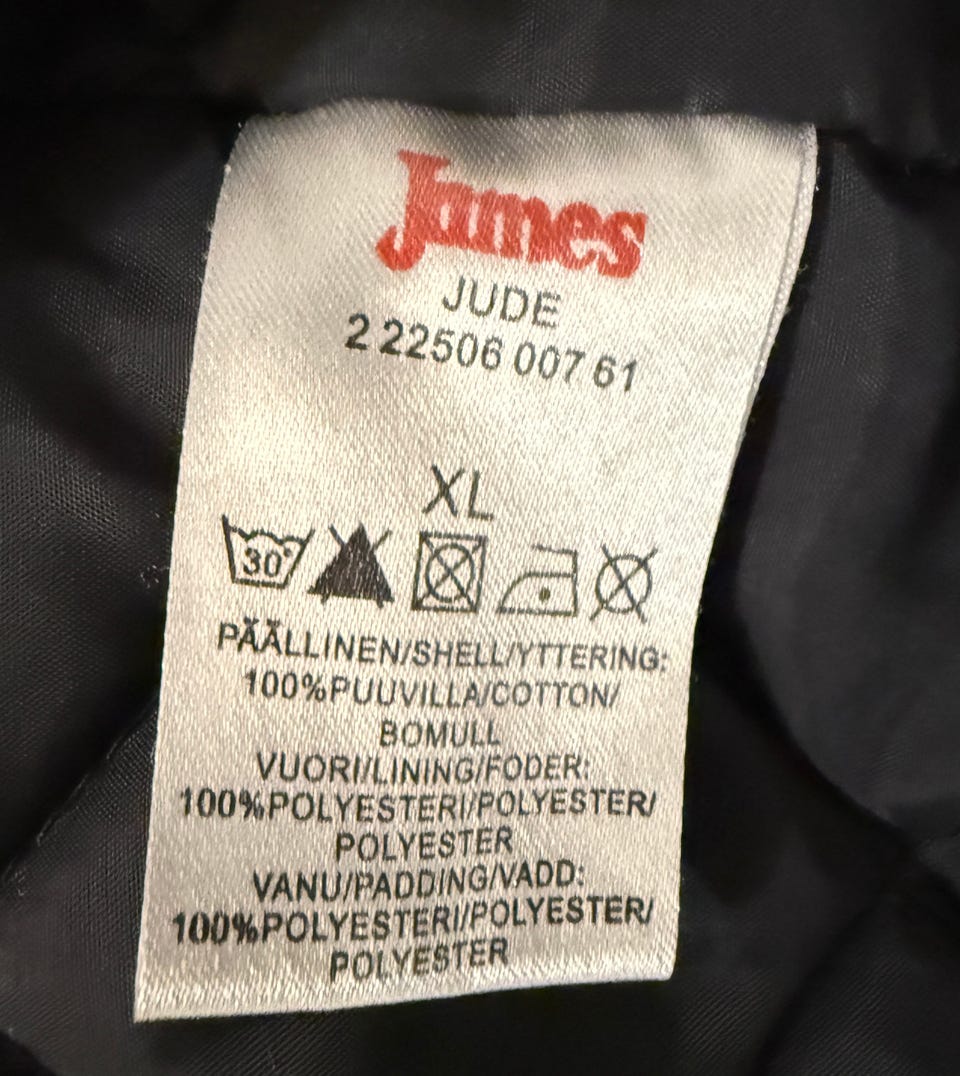 James
JUDE
2 22506 007 61
XL
30°
PÄÄLLINEN/SHELL/YTTERING:
100%PUUVILLA/COTTON/
BOMULL
VUORI/LINING/FODER:
100%POLYESTERI/POLYESTER/
POLYESTER
VANU/PADDING/VADD:
100%POLYESTERI/POLYESTER/
POLYESTER